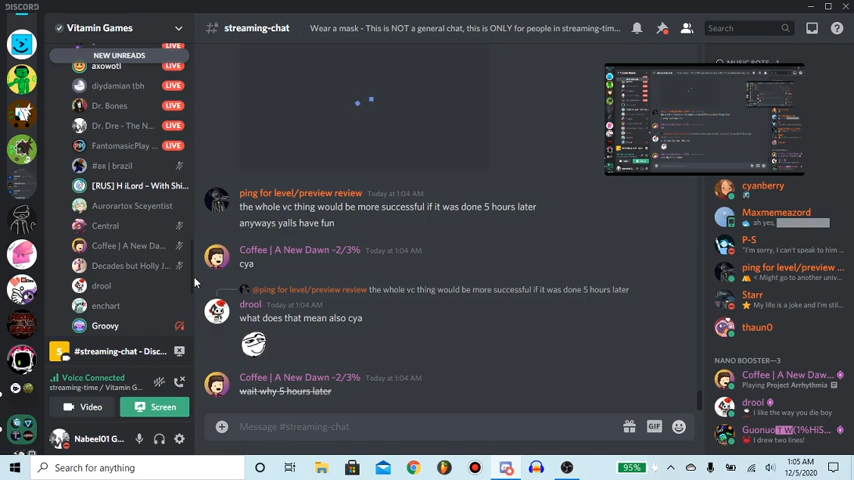 DISCORD
Vitamin Games
streaming-chat
Wear a mask - This is NOT a general chat, this is ONLY for people in streaming-tim...
Search
NEW UNREADS
axowotl
LIVE
diydamian tbh
Dr. Bones
LIVE
Dr. Dre - The N...
LIVE
FantomasicPlay ...
LIVE
#вя | brazil
[RUS] H iLord - With Shi...
Aurorartox Sceyentist
Central
Coffee | A New Da...
Decades but Holly J...
drool
enchart
Groovy
#streaming-chat - Disc...
Voice Connected
streaming-time / Vitamin G...
Video
Screen
Nabeel01 G...
ping for level/preview review Today at 1:04 AM
the whole vc thing would be more successful if it was done 5 hours later
anyways yalls have fun
Coffee | A New Dawn ~2/3% Today at 1:04 AM
cya
@ping for level/preview review the whole vc thing would be more successful if it was done 5 hours later
drool Today at 1:04 AM
what does that mean also cya
Coffee | A New Dawn ~2/3% Today at 1:04 AM
wait why 5 hours later
Message #streaming-chat
GIF
MUSIC BOTS
cyanberry
Maxmemeazord
ah yes,
P-S
"I'm sorry, I can't speak to him ...
ping for level/preview ...
< Might go to another univ...
Starr
My life is a joke and I'm stil...
thaun0
NANO BOOSTER—3
Coffee | A New Daw...
Playing Project Arrhythmia
drool
I like the way you die boy
Guonuo
(1%HiS...
I drew two lines!
Search for anything
95%
1:05 AM
12/5/2020